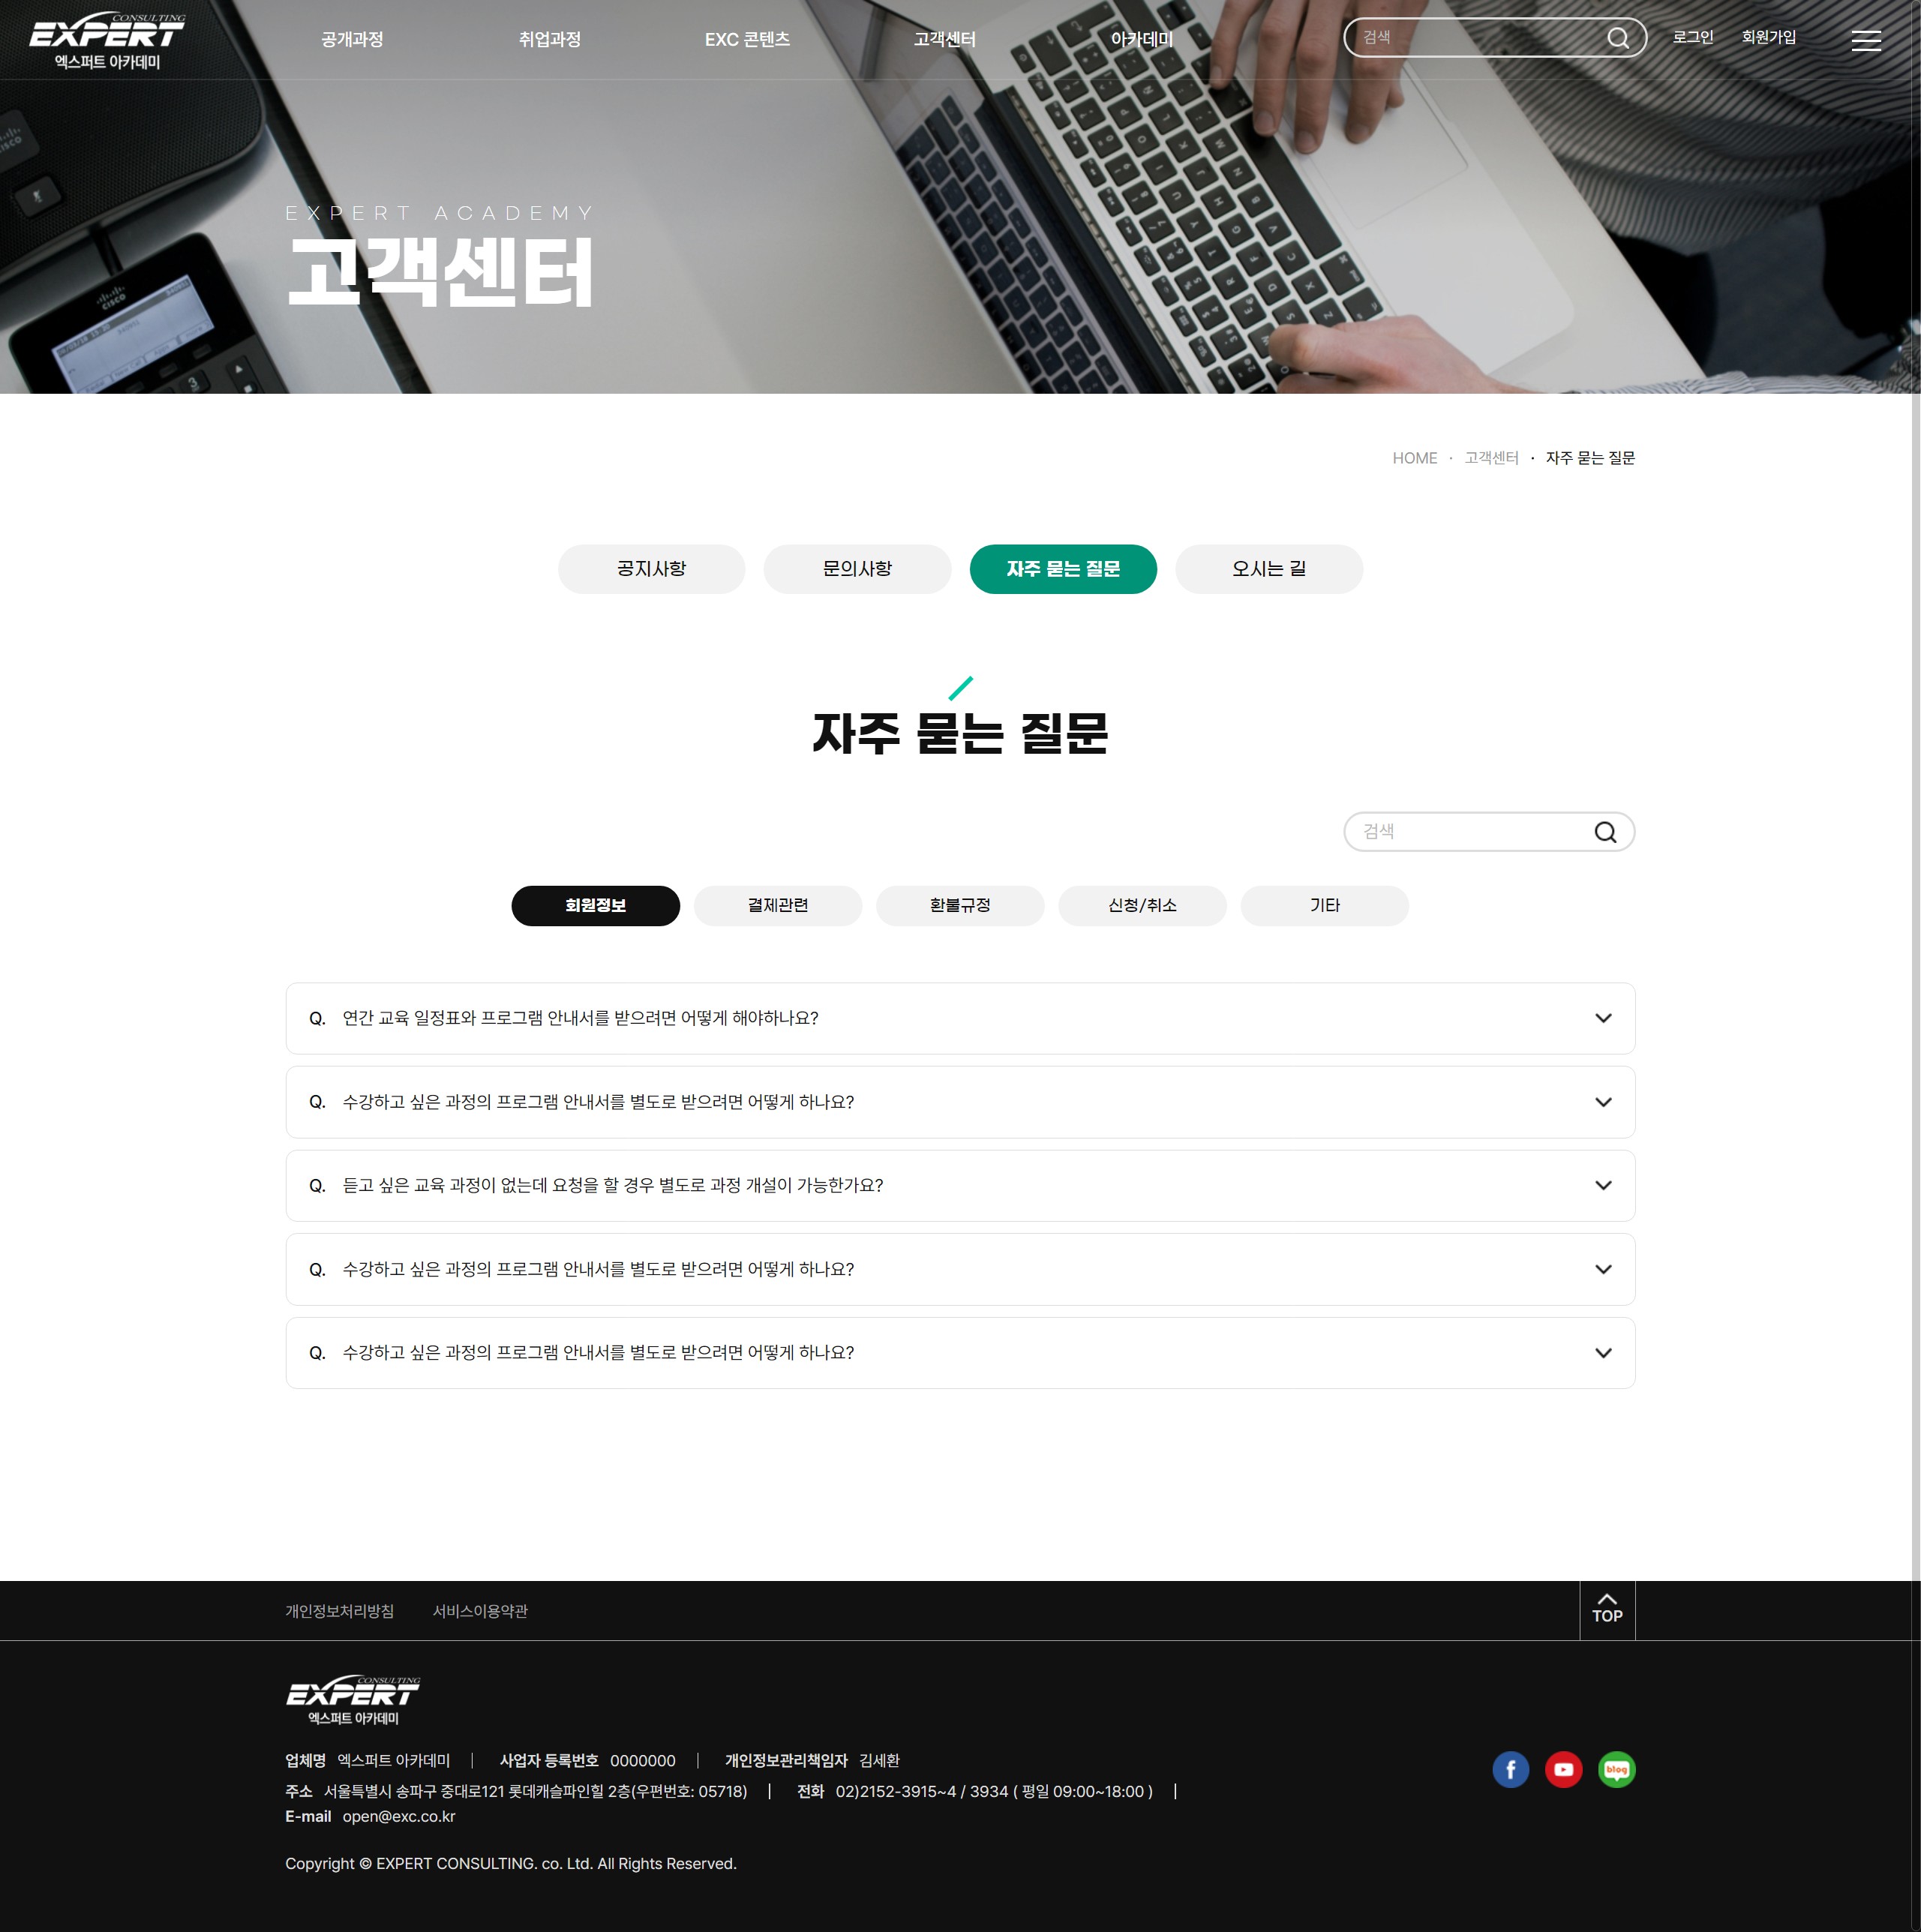 CONSULTING
EXPERT
엑스퍼트 아카데미
공개과정
취업과정
EXC 콘텐츠
고객센터
아카데미
검색
로그인
회원가입
EXPERT ACADEMY
고객센터
cisco
HOME · 고객센터 · 자주 묻는 질문
공지사항
문의사항
자주 묻는 질문
오시는 길
자주 묻는 질문
검색
회원정보
결제관련
환불규정
신청/취소
기타
Q. 연간 교육 일정표와 프로그램 안내서를 받으려면 어떻게 해야하나요?
Q. 수강하고 싶은 과정의 프로그램 안내서를 별도로 받으려면 어떻게 하나요?
Q. 듣고 싶은 교육 과정이 없는데 요청을 할 경우 별도로 과정 개설이 가능한가요?
Q. 수강하고 싶은 과정의 프로그램 안내서를 별도로 받으려면 어떻게 하나요?
Q. 수강하고 싶은 과정의 프로그램 안내서를 별도로 받으려면 어떻게 하나요?
개인정보처리방침
서비스이용약관
TOP
CONSULTING
EXPERT
엑스퍼트 아카데미
업체명 엑스퍼트 아카데미 | 사업자 등록번호 0000000 | 개인정보관리책임자 김세환
주소 서울특별시 송파구 중대로121 롯데캐슬파인힐 2층(우편번호: 05718) | 전화 02)2152-3915~4 / 3934 ( 평일 09:00~18:00 ) |
E-mail open@exc.co.kr
blog
Copyright © EXPERT CONSULTING. co. Ltd. All Rights Reserved.